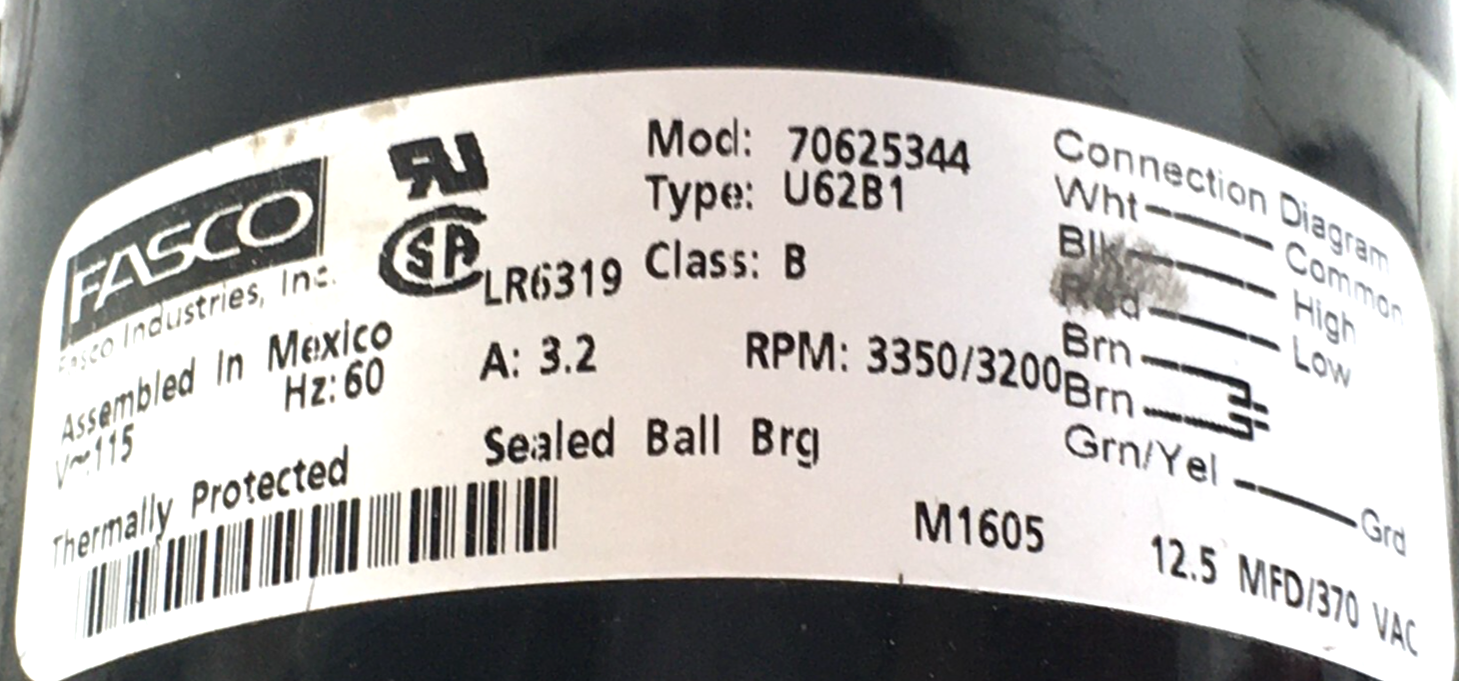 FASCO
Fasco Industries, Inc.
Assembled In Mexico
V~:115 Hz:60
Thermally Protected
LR6319
A: 3.2
Sealed Ball Brg
Mod: 70625344
Type: U62B1
Class: B
RPM: 3350/3200
M1605
Connection Diagram
Wht Common
Blk High
Red Low
Brn
Brn
Grn/Yel Grd
12.5 MFD/370 VAC